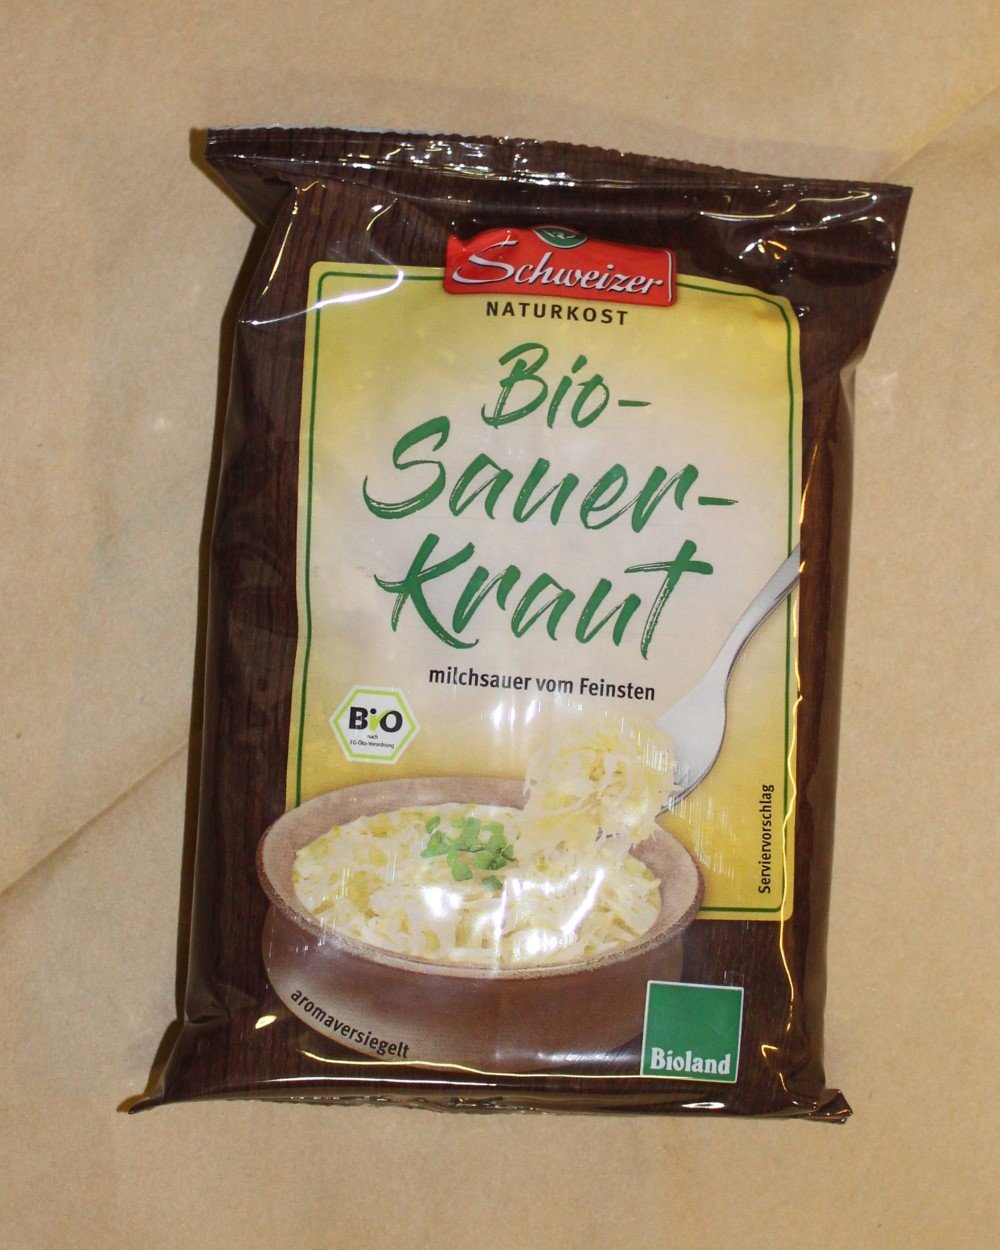 Schweizer
NATURKOST
Bio-
Sauer-
Kraut
milchsauer vom Feinsten
BiO
nach
EG-Öko-Verordnung
Serviervorschlag
aromaversiegelt
Bioland